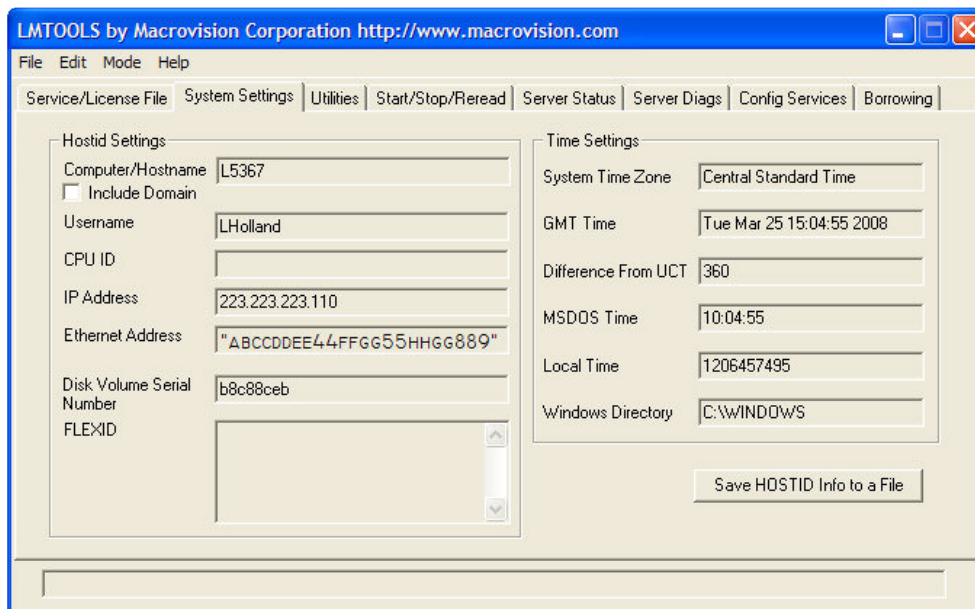 LMTOOLS by Macrovision Corporation http://www.macrovision.com
File Edit Mode Help
Service/License File System Settings Utilities Start/Stop/Reread Server Status Server Diags Config Services Borrowing
Hostid Settings
Computer/Hostname L5367
Include Domain
Username LHolland
CPU ID
IP Address 223.223.223.110
Ethernet Address "ABCCDDEE44FFGG55HHGG889"
Disk Volume Serial
Number b8c88ceb
FLEXID
Time Settings
System Time Zone Central Standard Time
GMT Time Tue Mar 25 15:04:55 2008
Difference From UCT 360
MSDOS Time 10:04:55
Local Time 1206457495
Windows Directory C:\WINDOWS
Save HOSTID Info to a File